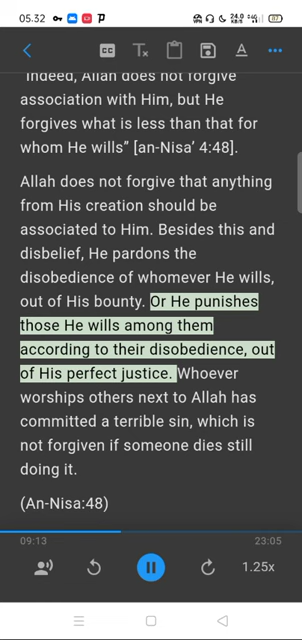 05.32
24.0 KB/S
87
CC
A
"Indeed, Allah does not forgive
association with Him, but He
forgives what is less than that for
whom He wills" [an-Nisa' 4:48].
Allah does not forgive that anything
from His creation should be
associated to Him. Besides this and
disbelief, He pardons the
disobedience of whomever He wills,
out of His bounty. Or He punishes
those He wills among them
according to their disobedience, out
of His perfect justice. Whoever
worships others next to Allah has
committed a terrible sin, which is
not forgiven if someone dies still
doing it.
(An-Nisa:48)
09:13
23:05
1.25x